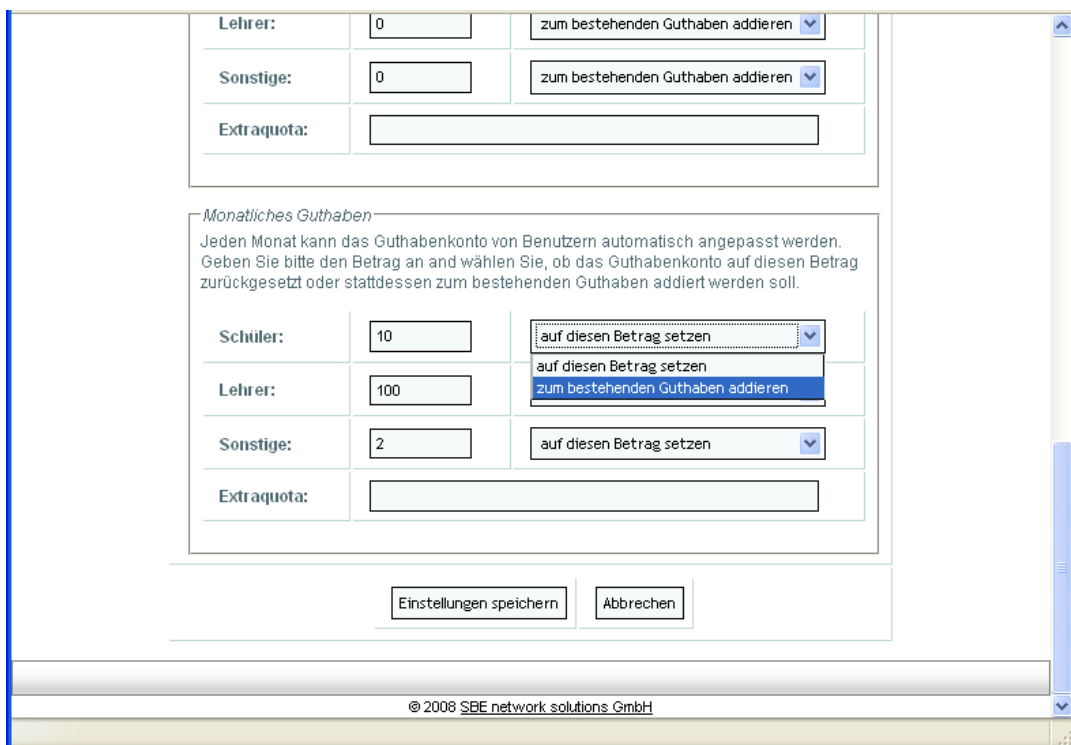 Lehrer: 0 zum bestehenden Guthaben addieren
Sonstige: 0 zum bestehenden Guthaben addieren
Extraquota:
Monatliches Guthaben
Jeden Monat kann das Guthabenkonto von Benutzern automatisch angepasst werden.
Geben Sie bitte den Betrag an and wählen Sie, ob das Guthabenkonto auf diesen Betrag
zurückgesetzt oder stattdessen zum bestehenden Guthaben addiert werden soll.
Schüler: 10 auf diesen Betrag setzen
auf diesen Betrag setzen
zum bestehenden Guthaben addieren
Lehrer: 100
Sonstige: 2 auf diesen Betrag setzen
Extraquota:
Einstellungen speichern Abbrechen
© 2008 SBE network solutions GmbH